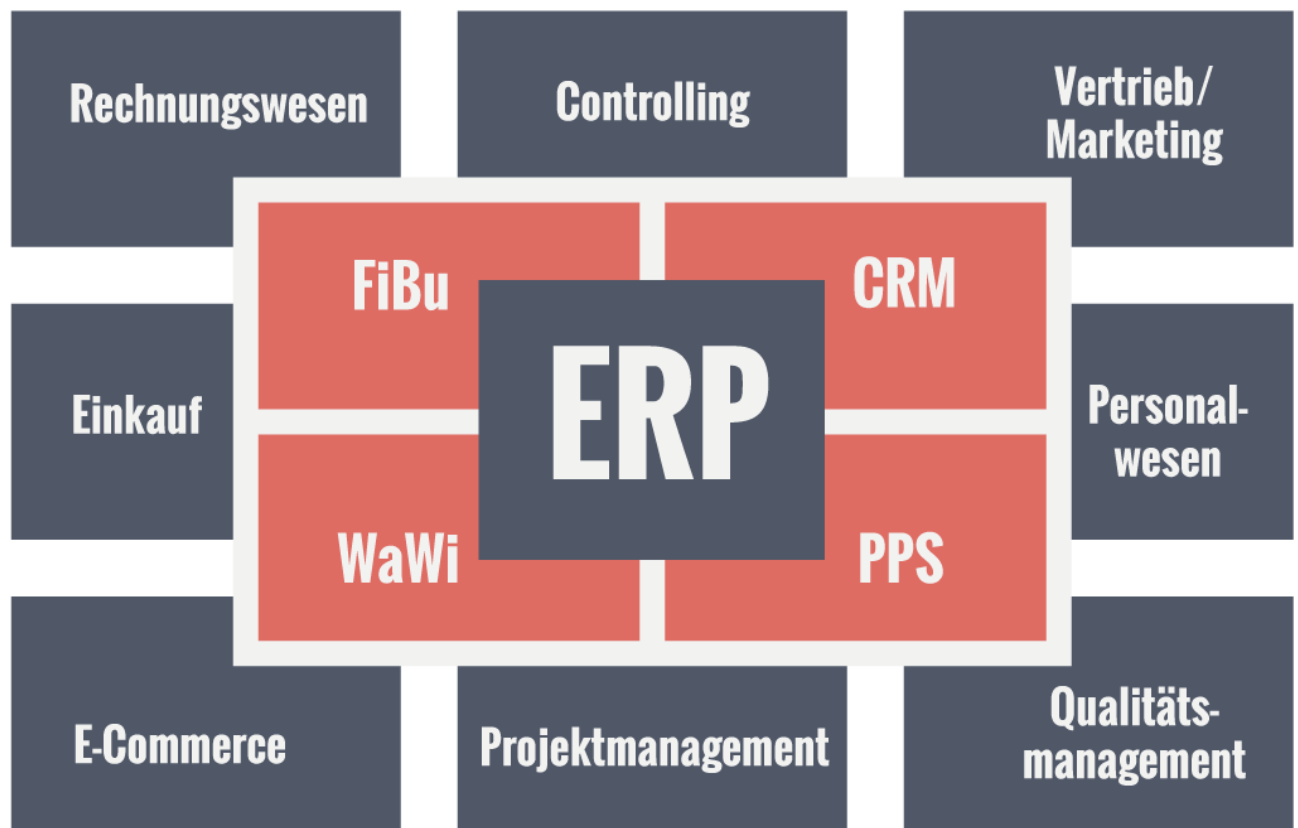 Rechnungswesen
Controlling
Vertrieb/
Marketing
FiBu
CRM
ERP
Einkauf
Personal-
wesen
WaWi
PPS
E-Commerce
Projektmanagement
Qualitäts-
management